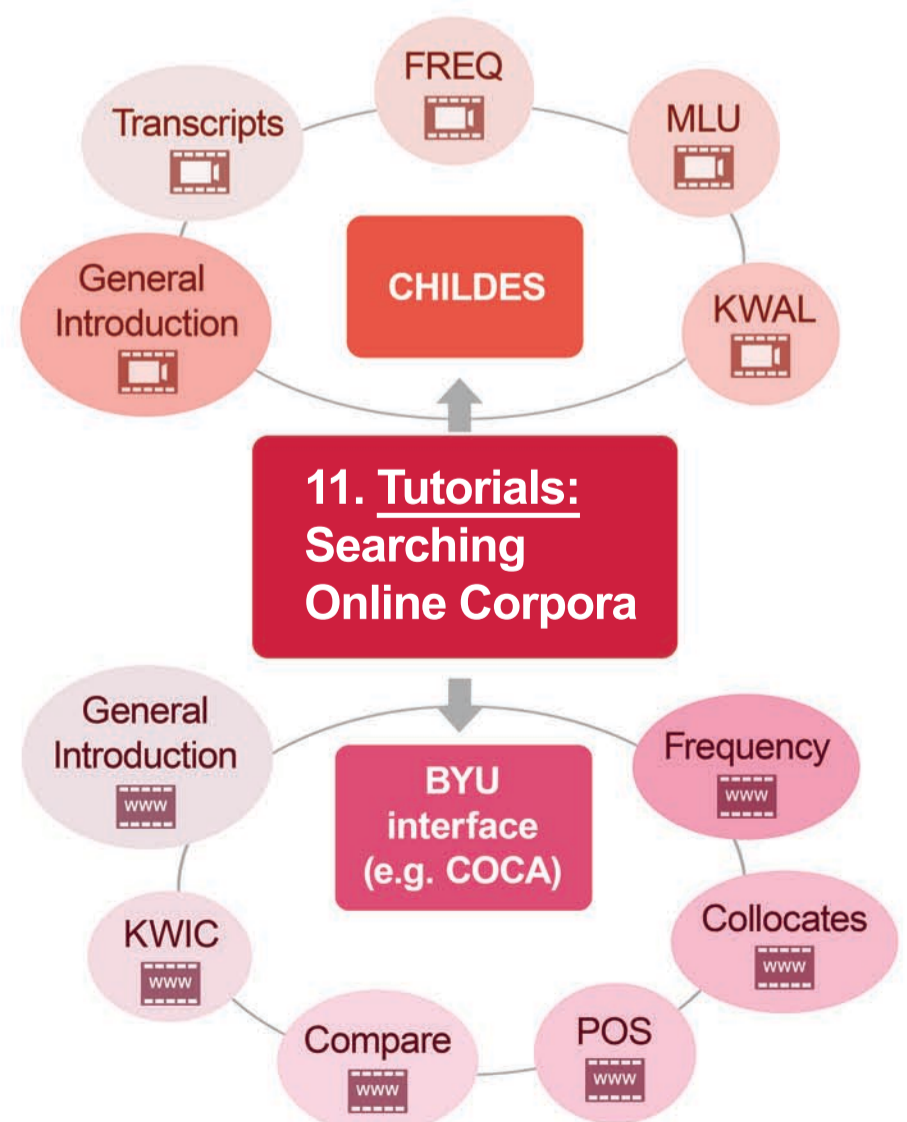 FREQ
Transcripts
MLU
General
Introduction
CHILDES
KWAL
11. Tutorials:
Searching
Online Corpora
General
Introduction
www
BYU
interface
(e.g. COCA)
Frequency
www
KWIC
www
Collocates
www
Compare
www
POS
www